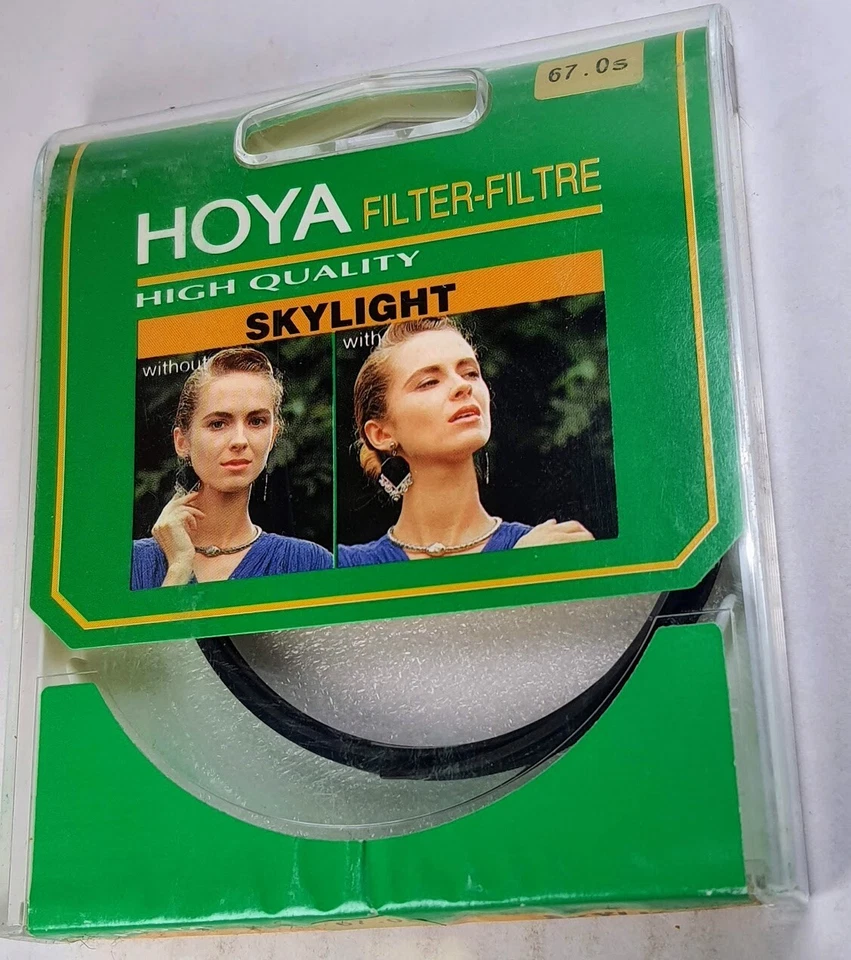 67.0s
HOYA FILTER-FILTRE
HIGH QUALITY
SKYLIGHT
without
with